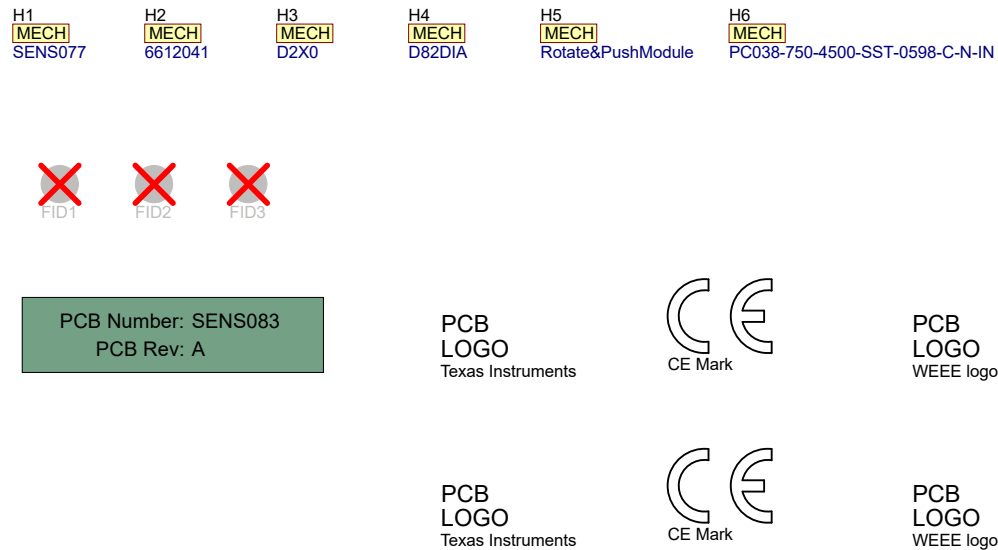 H1 H2 H3 H4 H5 H6
MECH MECH MECH MECH MECH MECH
SENS077 6612041 D2X0 D82DIA Rotate&PushModule PC038-750-4500-SST-0598-C-N-IN
FID1 FID2 FID3
PCB Number: SENS083
PCB Rev: A
PCB
LOGO
Texas Instruments
CE
CE Mark
PCB
LOGO
WEEE logo
PCB
LOGO
Texas Instruments
CE
CE Mark
PCB
LOGO
WEEE logo